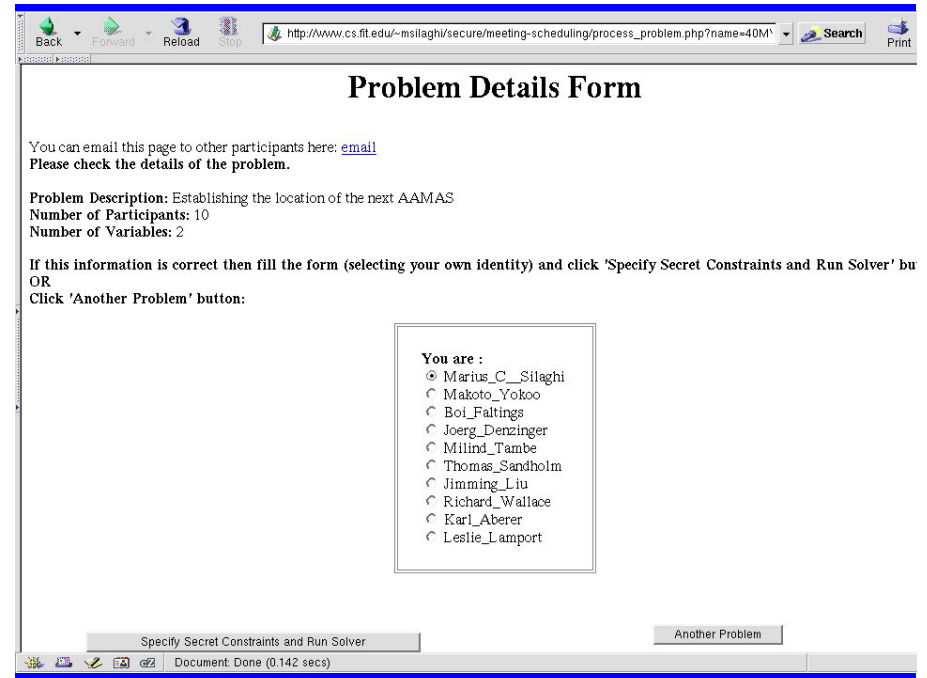 Back Forward Reload Stop http://www.cs.fit.edu/~msilaghi/secure/meeting-scheduling/process_problem.php?name=40M Search Print
Problem Details Form
You can email this page to other participants here: email
Please check the details of the problem.
Problem Description: Establishing the location of the next AAMAS
Number of Participants: 10
Number of Variables: 2
If this information is correct then fill the form (selecting your own identity) and click 'Specify Secret Constraints and Run Solver' bu
OR
Click 'Another Problem' button:
You are :
Marius_C__Silaghi
Makoto_Yokoo
Boi_Faltings
Joerg_Denzinger
Milind_Tambe
Thomas_Sandholm
Jimming_Liu
Richard_Wallace
Karl_Aberer
Leslie_Lamport
Specify Secret Constraints and Run Solver Another Problem
Document: Done (0.142 secs)